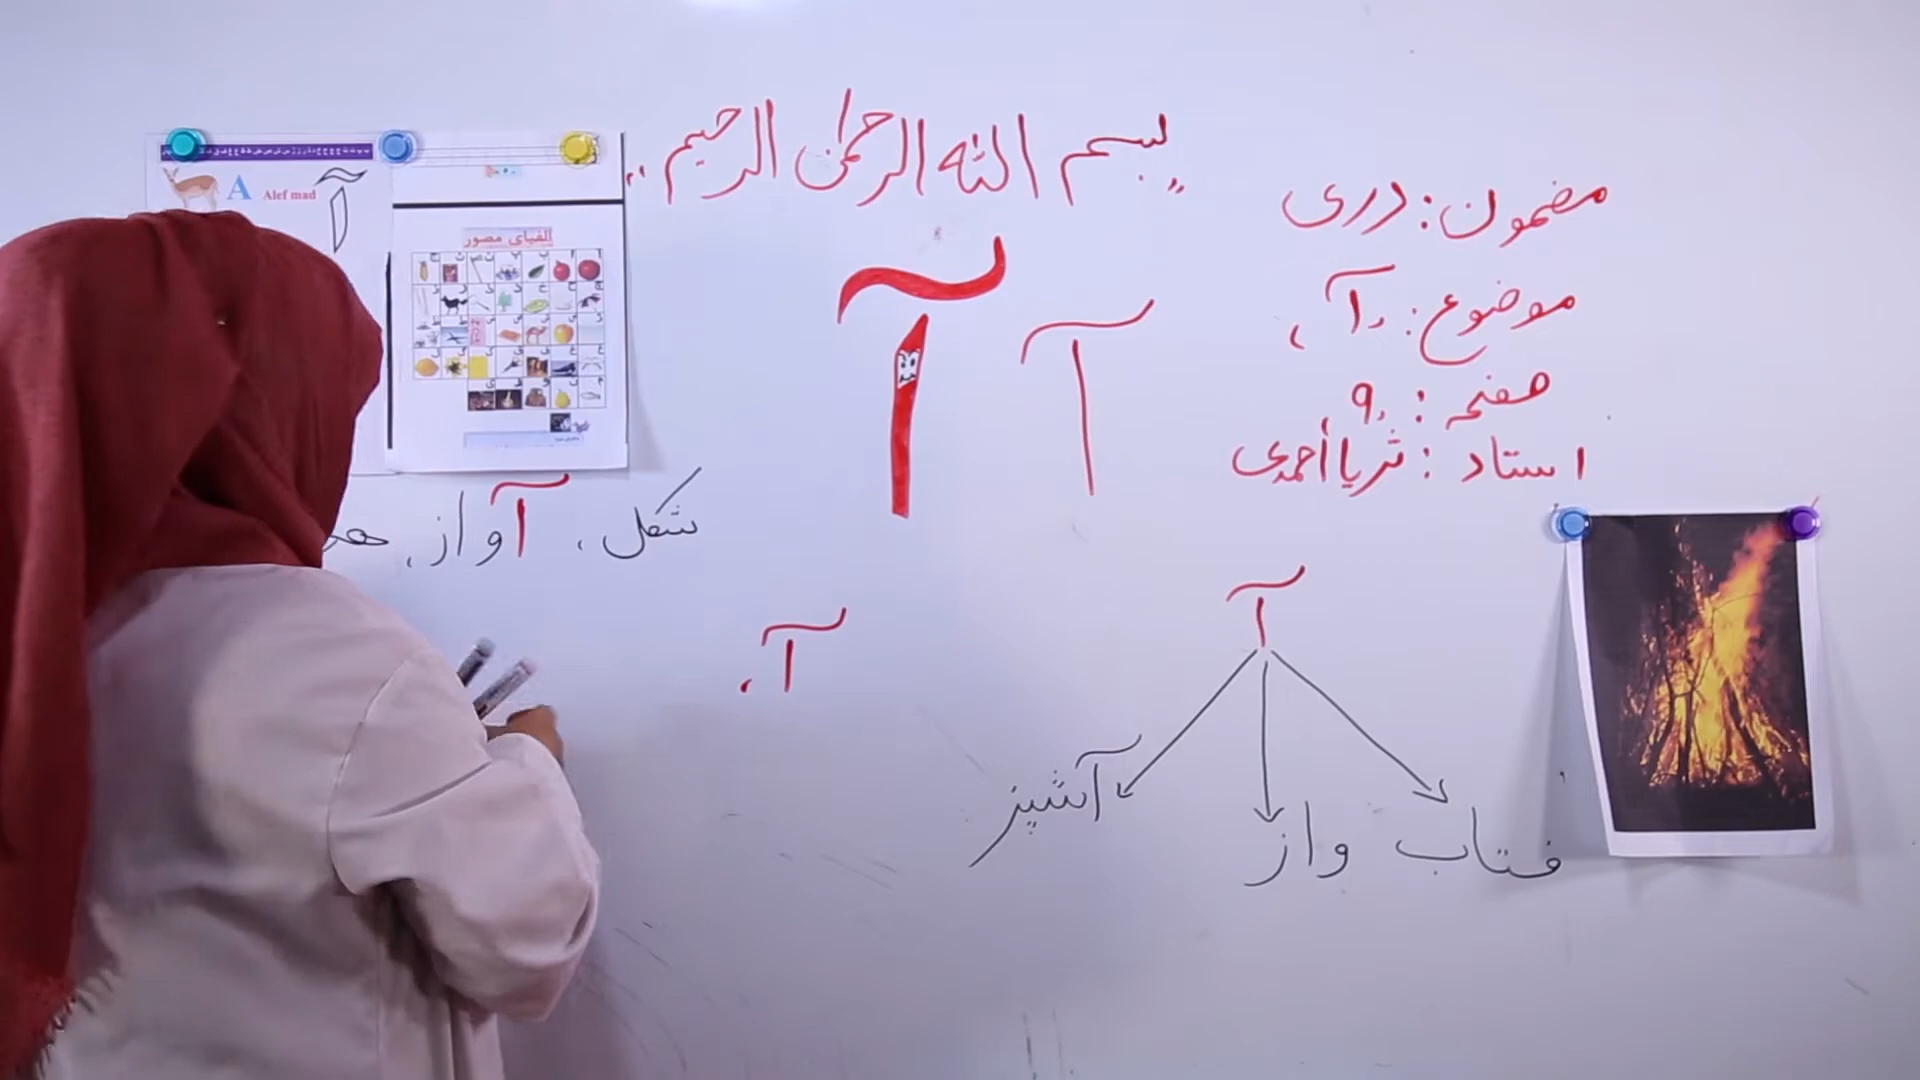 بسم الله الرحمن الرحیم
مضمون: دری
موضوع: آ
صفحه: ۹
استاد: ثریا احمدی
آ
آ
A Alef mad آ
الفبای مصور
شکل، آواز،
آ
آ
فتاب
واز
آشپز